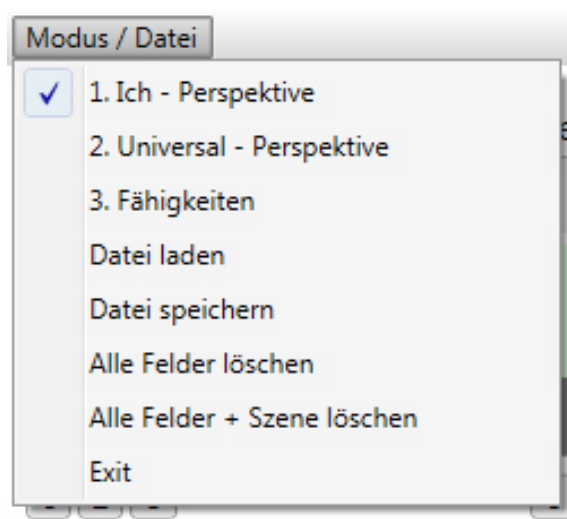 Modus / Datei
1. Ich - Perspektive
2. Universal - Perspektive
3. Fähigkeiten
Datei laden
Datei speichern
Alle Felder löschen
Alle Felder + Szene löschen
Exit